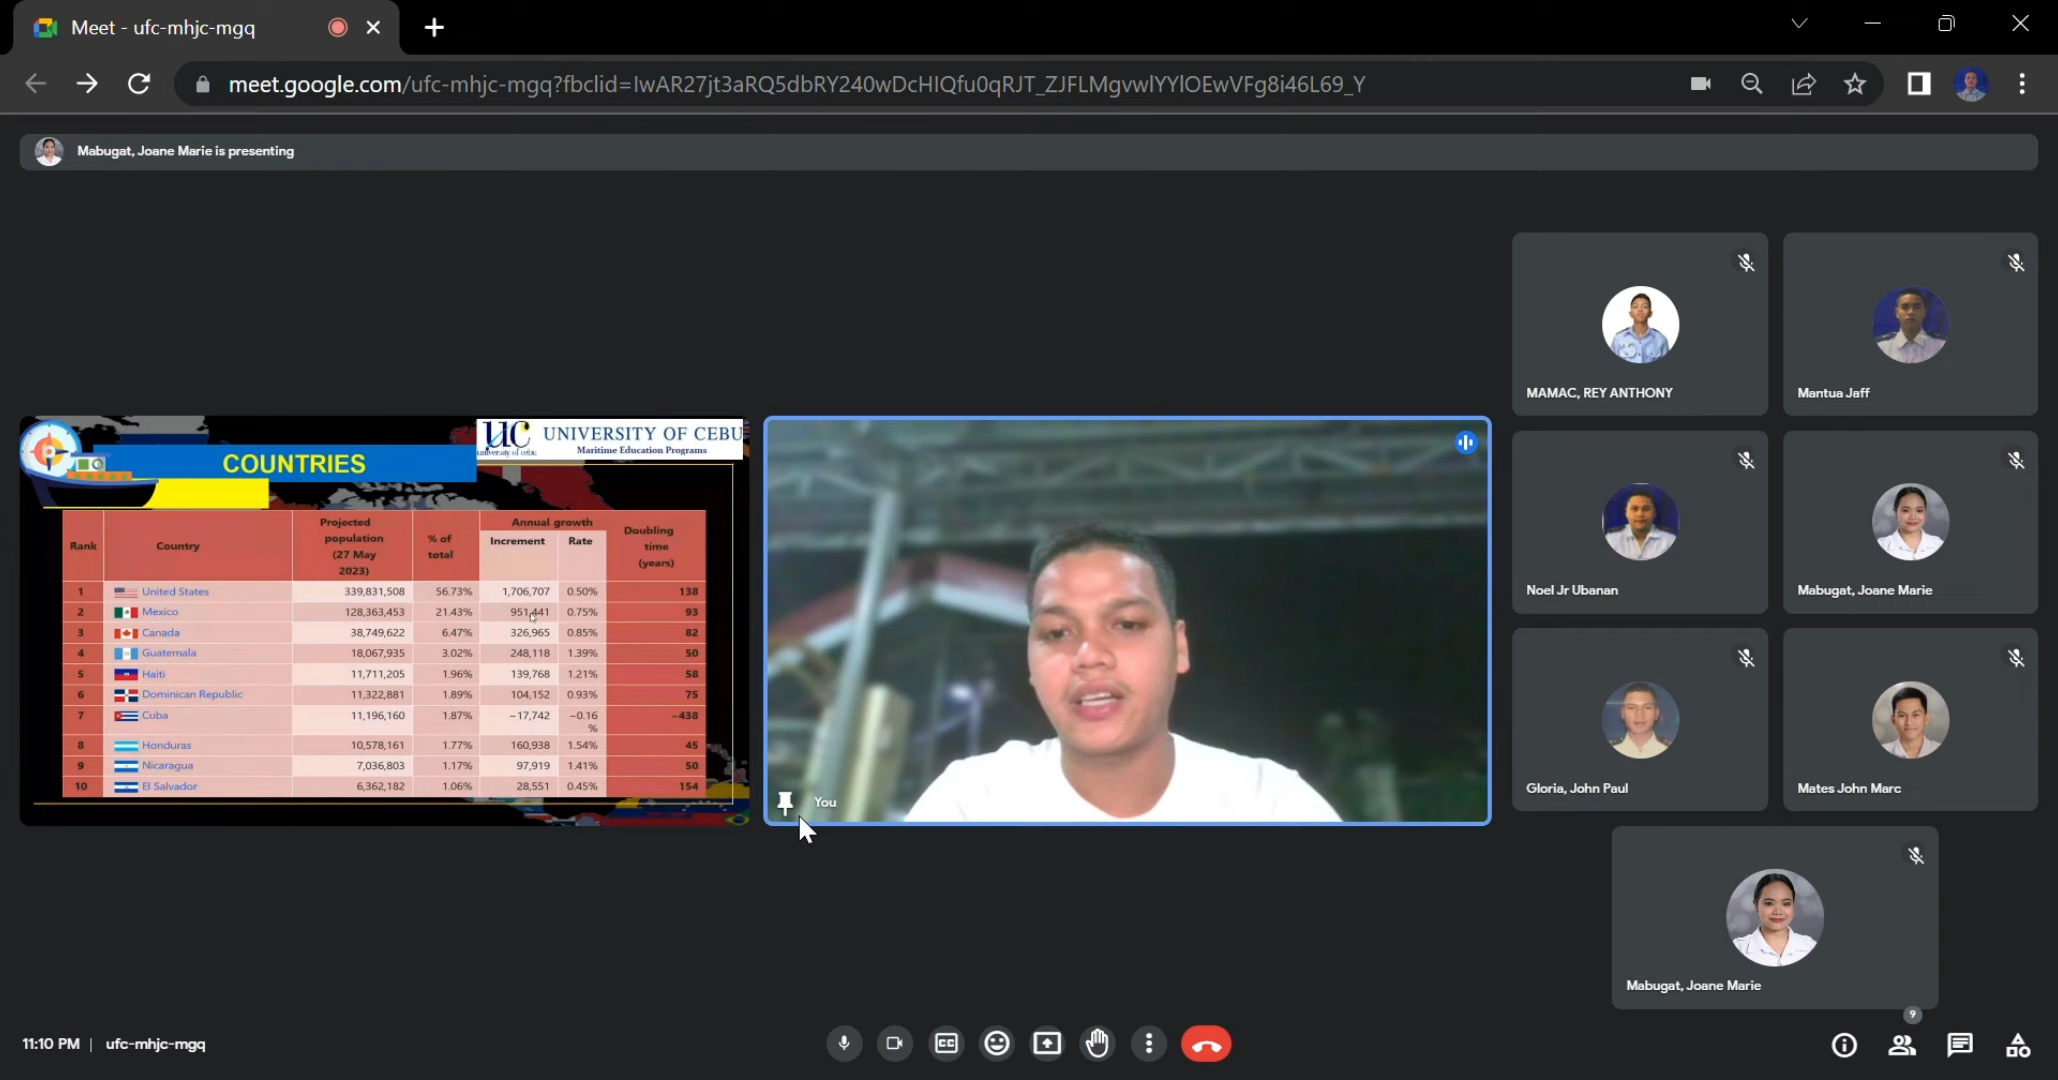 Meet - ufc-mhjc-mgq
meet.google.com/ufc-mhjc-mgq?fbclid=IwAR27jt3aRQ5dbRY240wDcHIQfu0qRJT_ZJFLMgvwlYYlOEwVFg8i46L69_Y
Mabugat, Joane Marie is presenting
UC UNIVERSITY OF CEBU
university of cebu Maritime Education Programs
COUNTRIES
Rank Country Projected population (27 May 2023) % of total Annual growth Increment Rate Doubling time (years)
1 United States 339,831,508 56.73% 1,706,707 0.50% 138
2 Mexico 128,363,453 21.43% 951,441 0.75% 93
3 Canada 38,749,622 6.47% 326,965 0.85% 82
4 Guatemala 18,067,935 3.02% 248,118 1.39% 50
5 Haiti 11,711,205 1.96% 139,768 1.21% 58
6 Dominican Republic 11,322,881 1.89% 104,152 0.93% 75
7 Cuba 11,196,160 1.87% −17,742 −0.16 % −438
8 Honduras 10,578,161 1.77% 160,938 1.54% 45
9 Nicaragua 7,036,803 1.17% 97,919 1.41% 50
10 El Salvador 6,362,182 1.06% 28,551 0.45% 154
You
MAMAC, REY ANTHONY
Mantua Jaff
Noel Jr Ubanan
Mabugat, Joane Marie
Gloria, John Paul
Mates John Marc
Mabugat, Joane Marie
9
11:10 PM | ufc-mhjc-mgq
CC